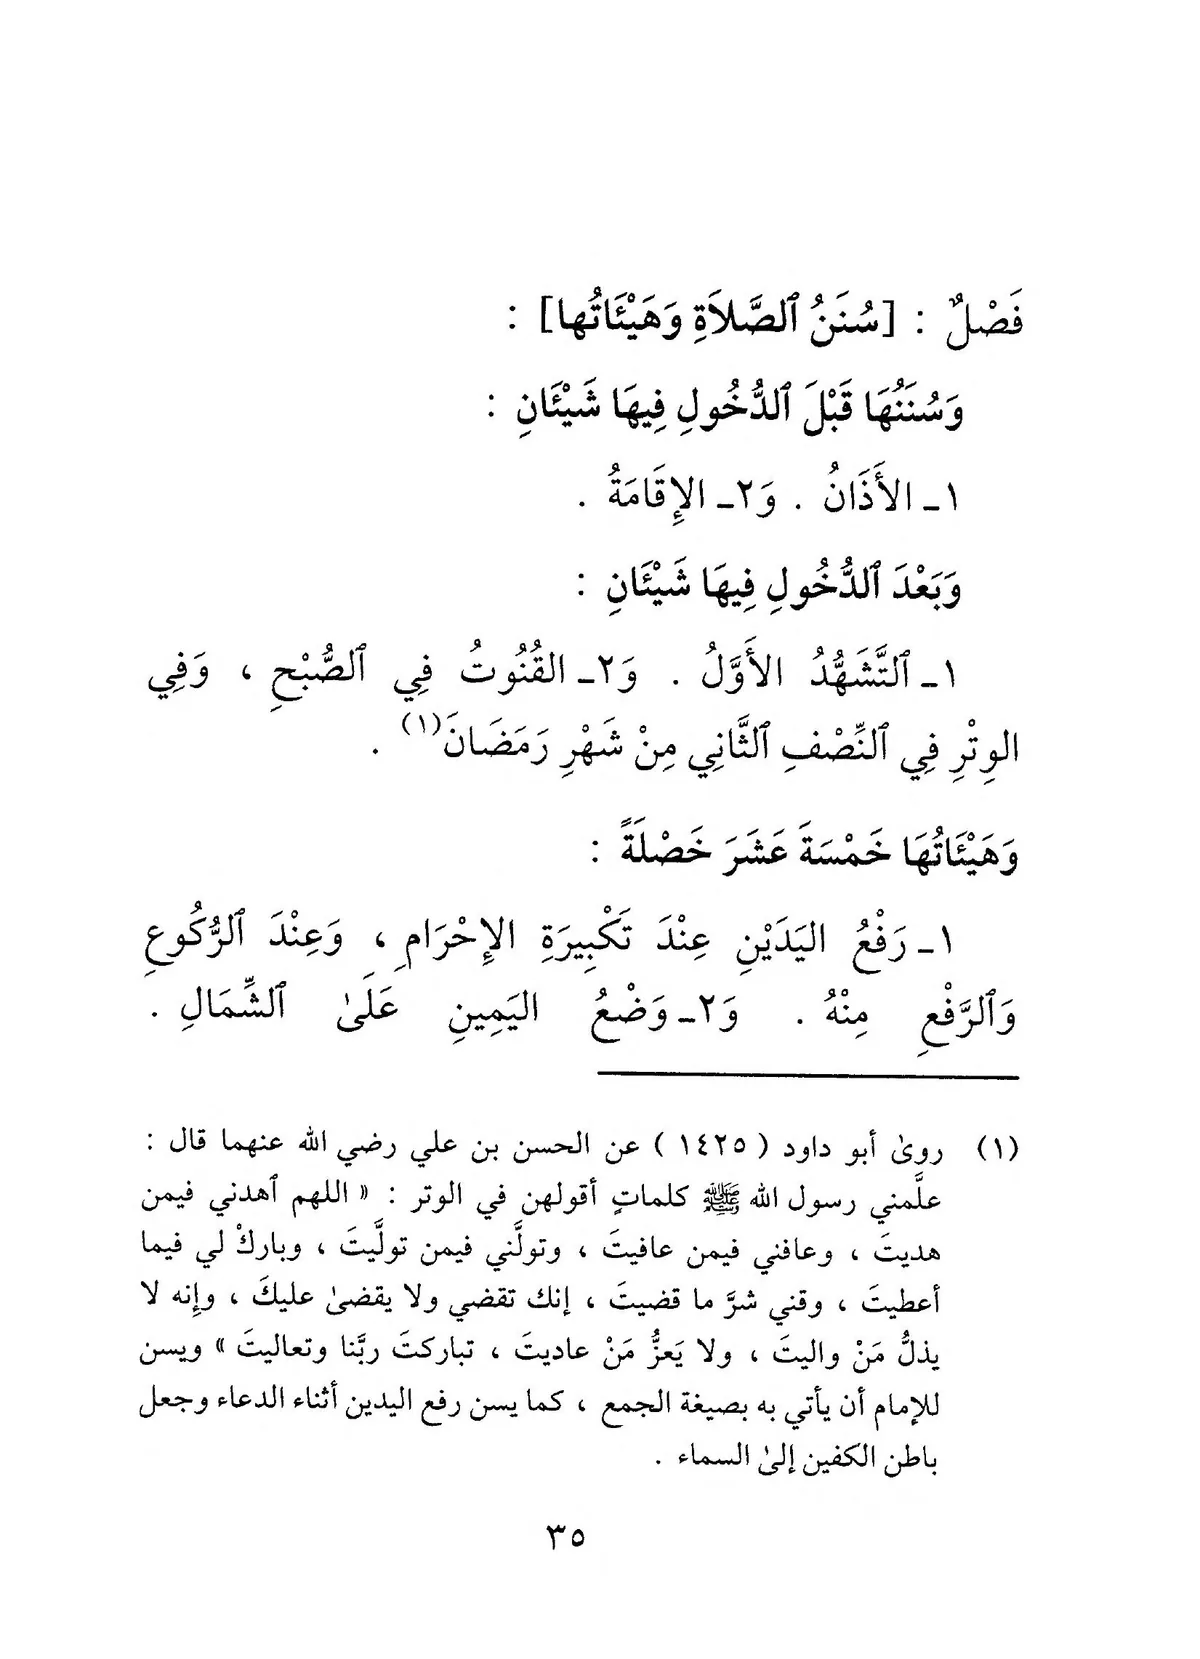 فَصْلٌ : [سُنَنُ ٱلصَّلاَةِ وَهَيْئَاتُها] :
وَسُنَنُهَا قَبْلَ ٱلدُّخُولِ فِيهَا شَيْئَانِ :
١ـ الأَذَانُ . وَ٢ـ الإِقَامَةُ .
وَبَعْدَ ٱلدُّخُولِ فِيهَا شَيْئَانِ :
١ـ ٱلتَّشَهُّدُ الأَوَّلُ . وَ٢ـ القُنُوتُ فِي ٱلصُّبْحِ ، وَفِي
الوِتْرِ فِي ٱلنِّصْفِ ٱلثَّانِي مِنْ شَهْرِ رَمَضَانَ(١) .
وَهَيْئَاتُهَا خَمْسَةَ عَشَرَ خَصْلَةً :
١ـ رَفْعُ اليَدَيْنِ عِنْدَ تَكْبِيرَةِ الإِحْرَامِ ، وَعِنْدَ ٱلرُّكُوعِ
وَٱلرَّفْعِ مِنْهُ . وَ٢ـ وَضْعُ اليَمِينِ عَلَىٰ ٱلشِّمَالِ .
(١) روىٰ أبو داود ( ١٤٢٥ ) عن الحسن بن علي رضي الله عنهما قال :
علَّمني رسول الله ﷺ كلماتٍ أقولهن في الوتر : « اللهم ٱهدني فيمن
هديتَ ، وعافني فيمن عافيتَ ، وتولَّني فيمن تولَّيتَ ، وباركْ لي فيما
أعطيتَ ، وقني شرَّ ما قضيتَ ، إنك تقضي ولا يقضىٰ عليكَ ، وإنه لا
يذلُّ مَنْ واليتَ ، ولا يَعزُّ مَنْ عاديتَ ، تباركتَ ربَّنا وتعاليتَ » ويسن
للإمام أن يأتي به بصيغة الجمع ، كما يسن رفع اليدين أثناء الدعاء وجعل
باطن الكفين إلىٰ السماء .
٣٥